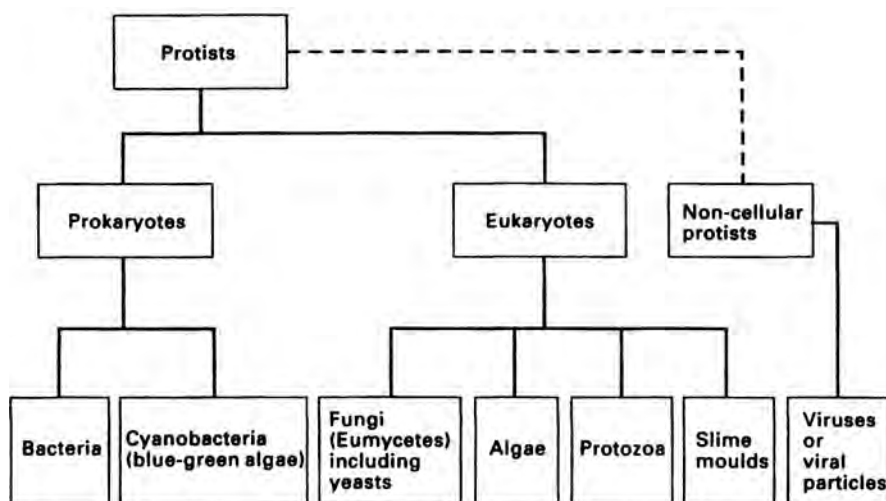 Protists
Prokaryotes
Eukaryotes
Non-cellular
protists
Bacteria
Cyanobacteria
(blue-green algae)
Fungi
(Eumycetes)
including
yeasts
Algae
Protozoa
Slime
moulds
Viruses
or
viral
particles